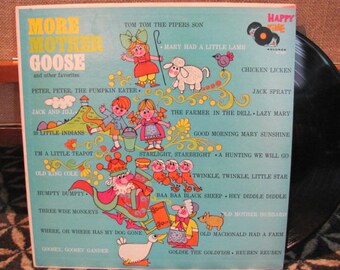 MORE
MOTHER
GOOSE
and other favorites
HAPPY
TIME
RECORDS
TOM TOM THE PIPERS SON
MARY HAD A LITTLE LAMB
CHICKEN LICKEN
PETER, PETER, THE PUMPKIN EATER
JACK SPRATT
JACK AND JILL
THE FARMER IN THE DELL • LAZY MARY
10 LITTLE INDIANS
GOOD MORNING MARY SUNSHINE
I'M A LITTLE TEAPOT
STARLIGHT, STARBRIGHT • A HUNTING WE WILL GO
OLD KING COLE
TWINKLE, TWINKLE, LITTLE STAR
HUMPTY DUMPTY
BAA BAA BLACK SHEEP • HEY DIDDLE DIDDLE
THREE WISE MONKEYS
OLD MOTHER HUBBARD
WHERE, OH WHERE HAS MY DOG GONE
OLD MACDONALD HAD A FARM
GOOSEY, GOOSEY GANDER
GOLDIE THE GOLDFISH • REUBEN REUBEN